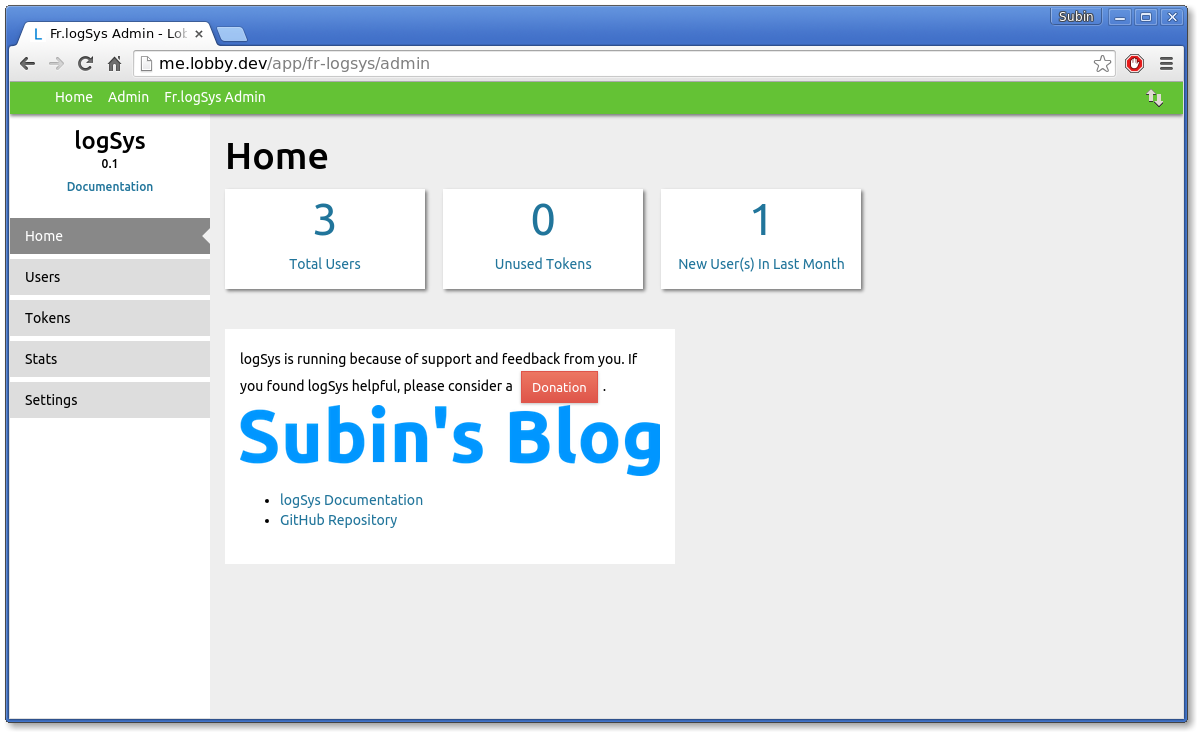 Subin
L Fr.logSys Admin - Lob
me.lobby.dev/app/fr-logsys/admin
Home Admin Fr.logSys Admin
logSys
0.1
Documentation
Home
Users
Tokens
Stats
Settings
Home
3
Total Users
0
Unused Tokens
1
New User(s) In Last Month
logSys is running because of support and feedback from you. If
you found logSys helpful, please consider a Donation .
Subin's Blog
• logSys Documentation
• GitHub Repository